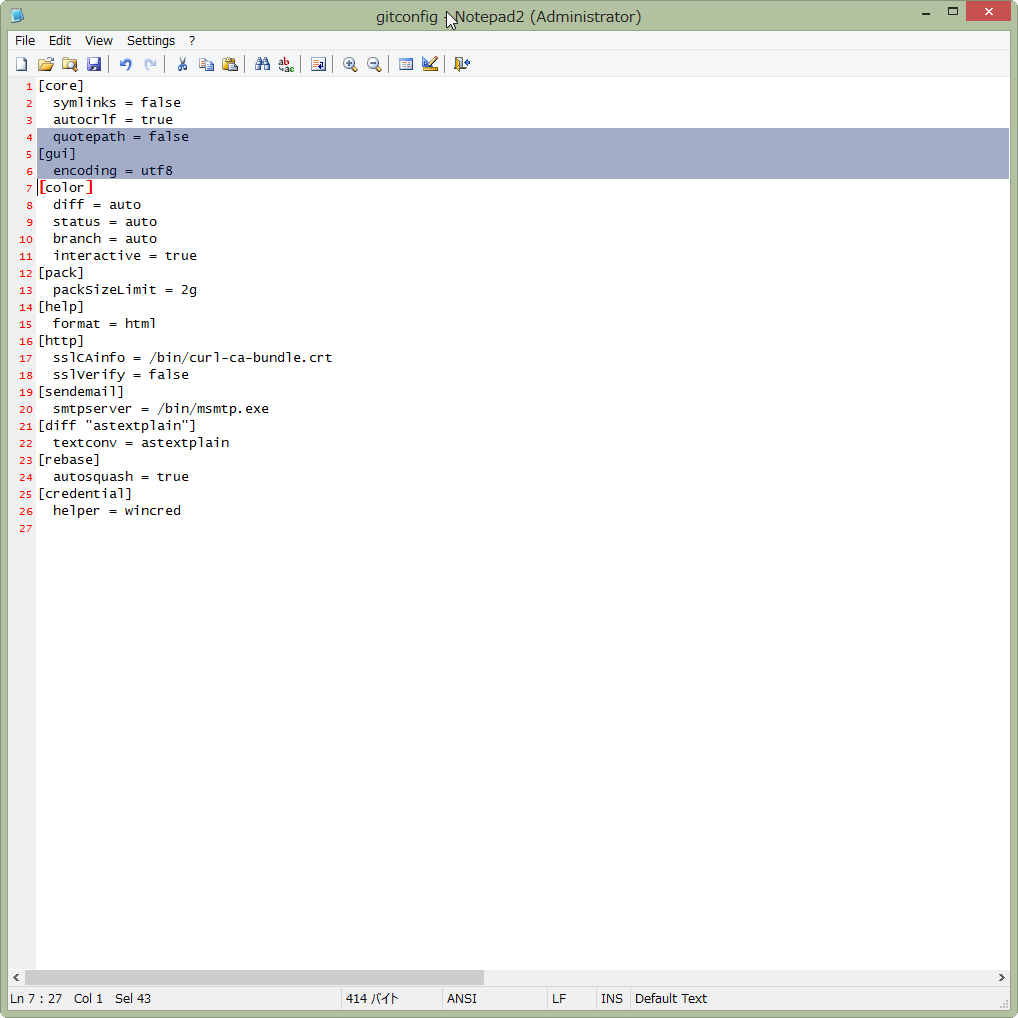 gitconfig - Notepad2 (Administrator)
File Edit View Settings ?
1 [core]
2 symlinks = false
3 autocrlf = true
4 quotepath = false
5 [gui]
6 encoding = utf8
7 [color]
8 diff = auto
9 status = auto
10 branch = auto
11 interactive = true
12 [pack]
13 packSizeLimit = 2g
14 [help]
15 format = html
16 [http]
17 sslCAinfo = /bin/curl-ca-bundle.crt
18 sslVerify = false
19 [sendemail]
20 smtpserver = /bin/msmtp.exe
21 [diff "astextplain"]
22 textconv = astextplain
23 [rebase]
24 autosquash = true
25 [credential]
26 helper = wincred
27
Ln 7 : 27 Col 1 Sel 43 414 バイト ANSI LF INS Default Text